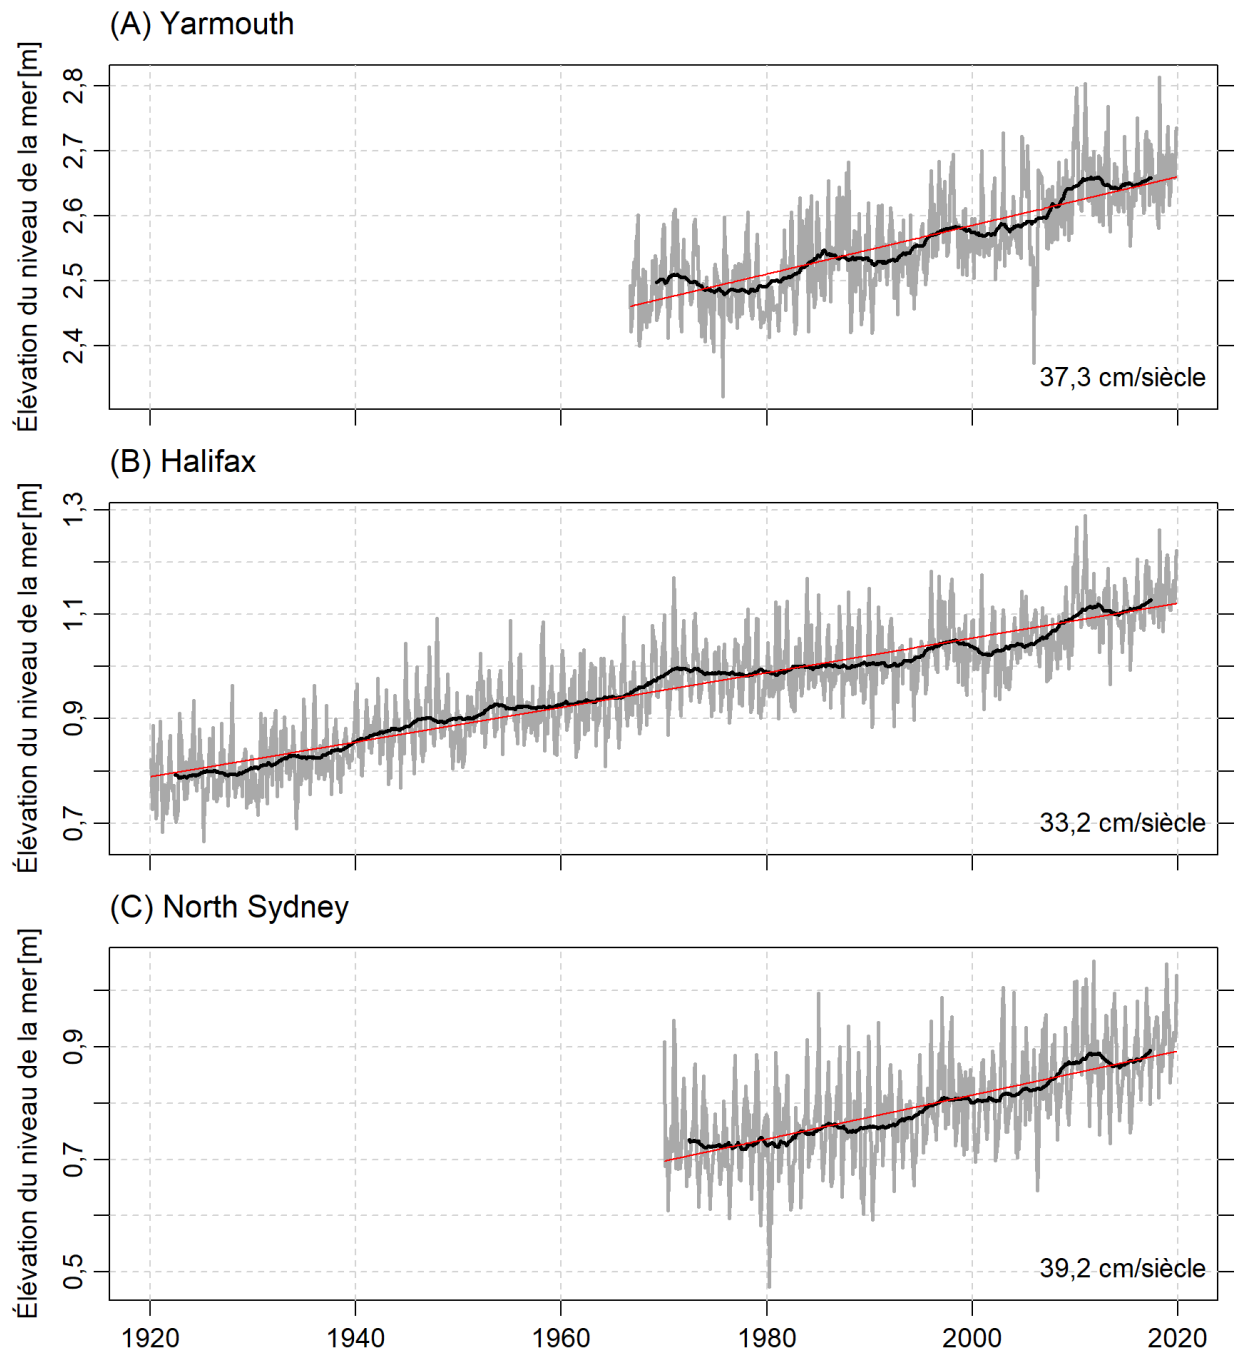 (A) Yarmouth
Élévation du niveau de la mer[m]
2,8
2,7
2,6
2,5
2,4
37,3 cm/siècle
(B) Halifax
Élévation du niveau de la mer[m]
1,3
1,1
0,9
0,7
33,2 cm/siècle
(C) North Sydney
Élévation du niveau de la mer[m]
0,9
0,7
0,5
39,2 cm/siècle
1920 1940 1960 1980 2000 2020